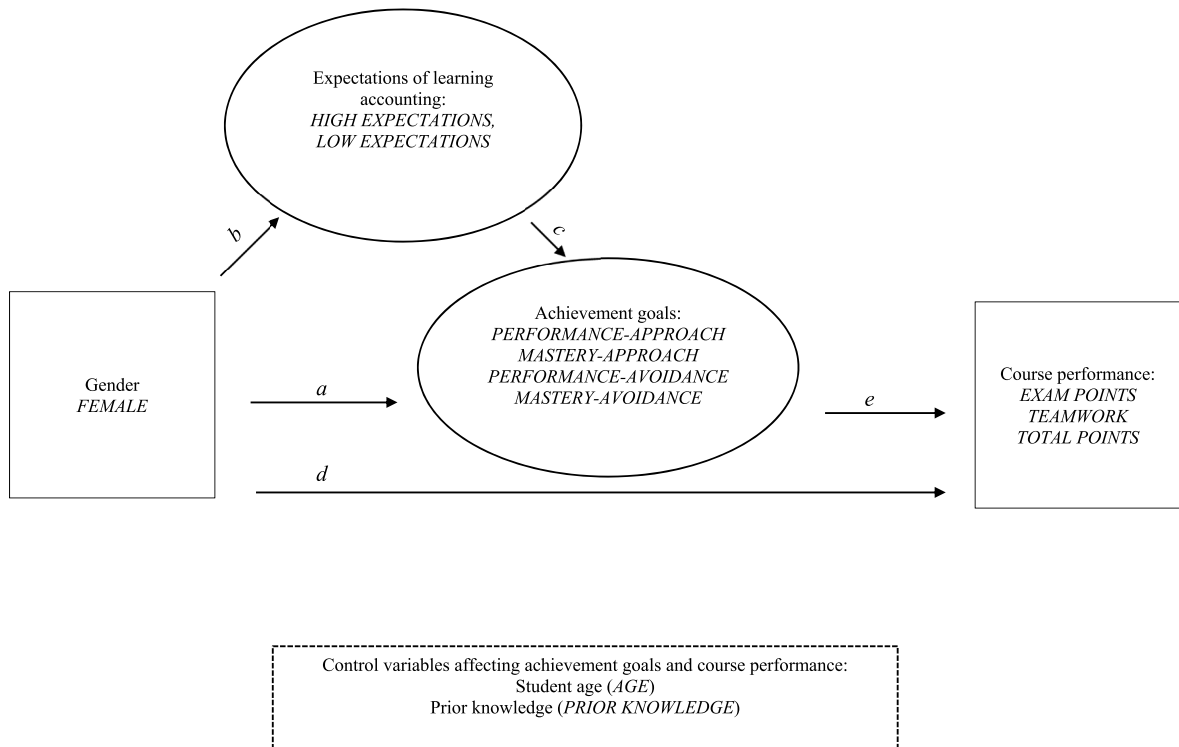 Expectations of learning
accounting:
HIGH EXPECTATIONS,
LOW EXPECTATIONS
b
c
Gender
FEMALE
a
Achievement goals:
PERFORMANCE-APPROACH
MASTERY-APPROACH
PERFORMANCE-AVOIDANCE
MASTERY-AVOIDANCE
e
Course performance:
EXAM POINTS
TEAMWORK
TOTAL POINTS
d
Control variables affecting achievement goals and course performance:
Student age (AGE)
Prior knowledge (PRIOR KNOWLEDGE)